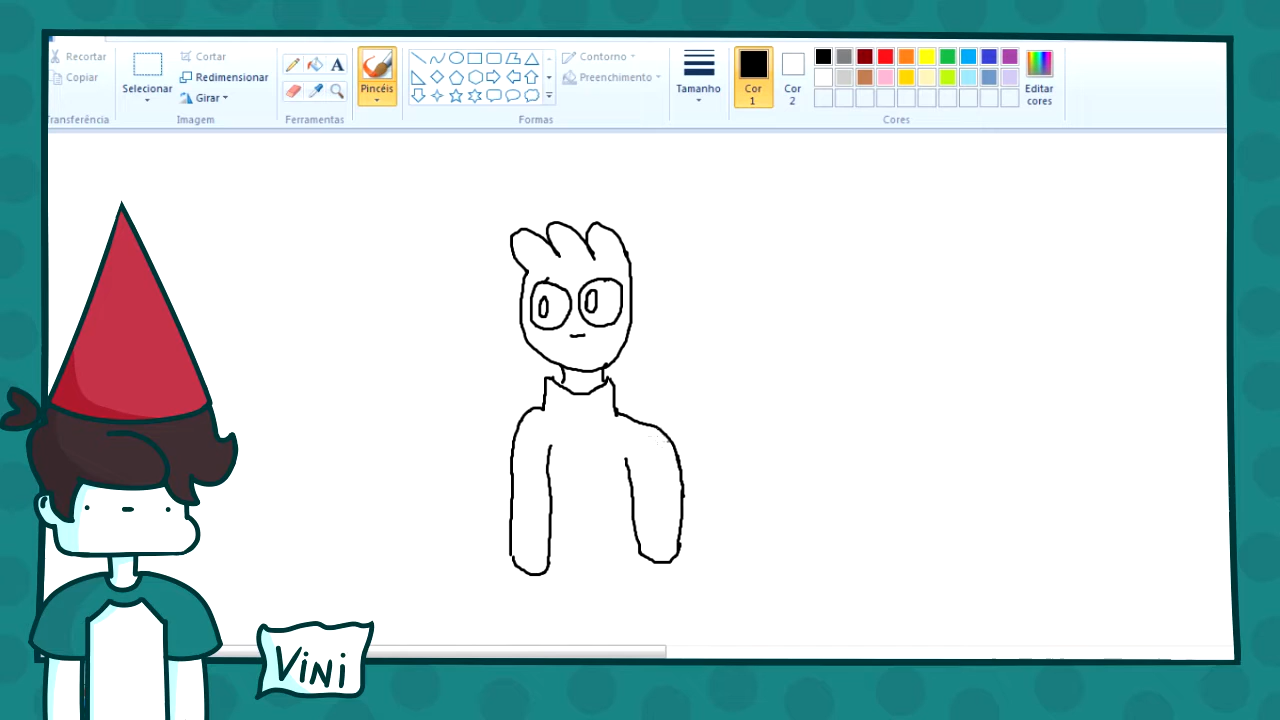 Recortar
Copiar
Transferência
Selecionar
Cortar
Redimensionar
Girar
Imagem
A
Ferramentas
Pincéis
Formas
Contorno
Preenchimento
Tamanho
Cor
1
Cor
2
Editar
cores
Cores
Vini